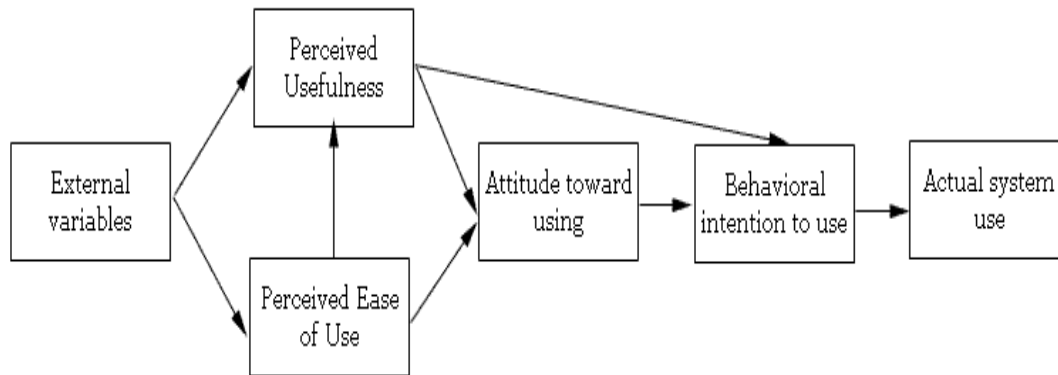 Perceived
Usefulness
External
variables
Perceived Ease
of Use
Attitude toward
using
Behavioral
intention to use
Actual system
use